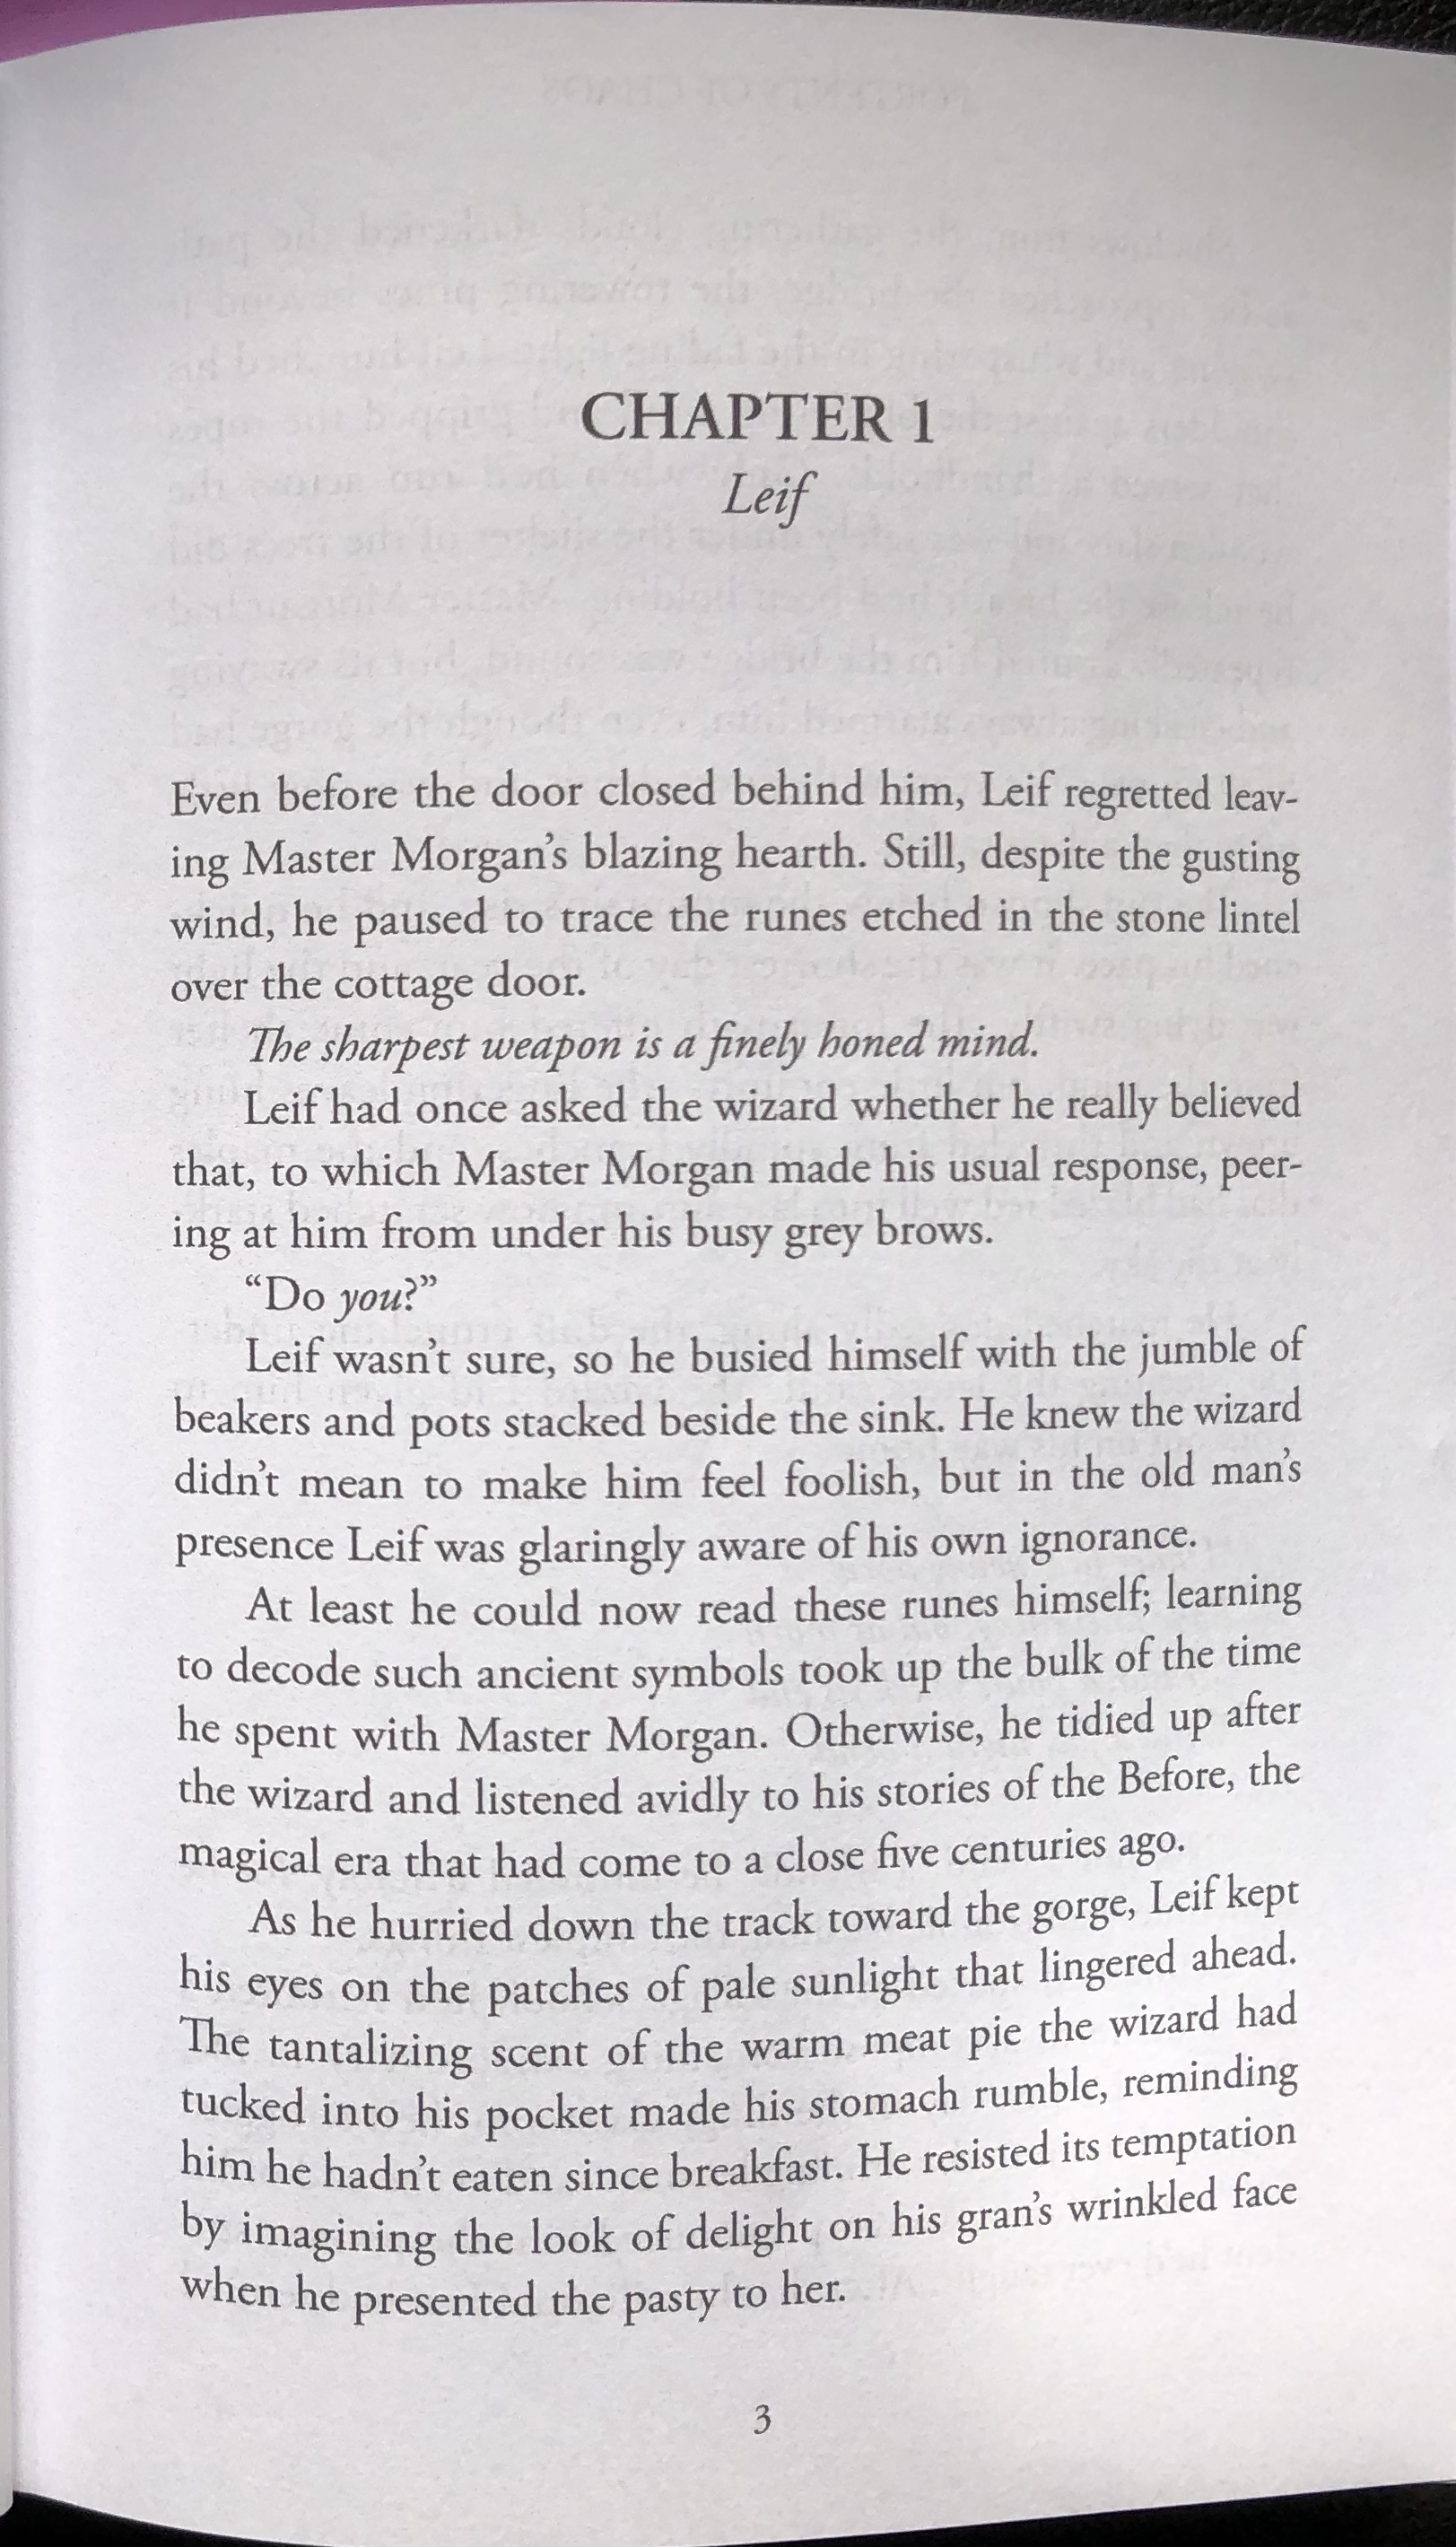 CHAPTER 1
Leif
Even before the door closed behind him, Leif regretted leav-
ing Master Morgan's blazing hearth. Still, despite the gusting
wind, he paused to trace the runes etched in the stone lintel
over the cottage door.
The sharpest weapon is a finely honed mind.
Leif had once asked the wizard whether he really believed
that, to which Master Morgan made his usual response, peer-
ing at him from under his busy grey brows.
“Do you?”
Leif wasn't sure, so he busied himself with the jumble of
beakers and pots stacked beside the sink. He knew the wizard
didn't mean to make him feel foolish, but in the old man's
presence Leif was glaringly aware of his own ignorance.
At least he could now read these runes himself; learning
to decode such ancient symbols took up the bulk of the time
he spent with Master Morgan. Otherwise, he tidied up after
the wizard and listened avidly to his stories of the Before, the
magical era that had come to a close five centuries ago.
As he hurried down the track toward the gorge, Leif kept
his eyes on the patches of pale sunlight that lingered ahead.
The tantalizing scent of the warm meat pie the wizard had
tucked into his pocket made his stomach rumble, reminding
him he hadn't eaten since breakfast. He resisted its temptation
by imagining the look of delight on his gran's wrinkled face
when he presented the pasty to her.
3